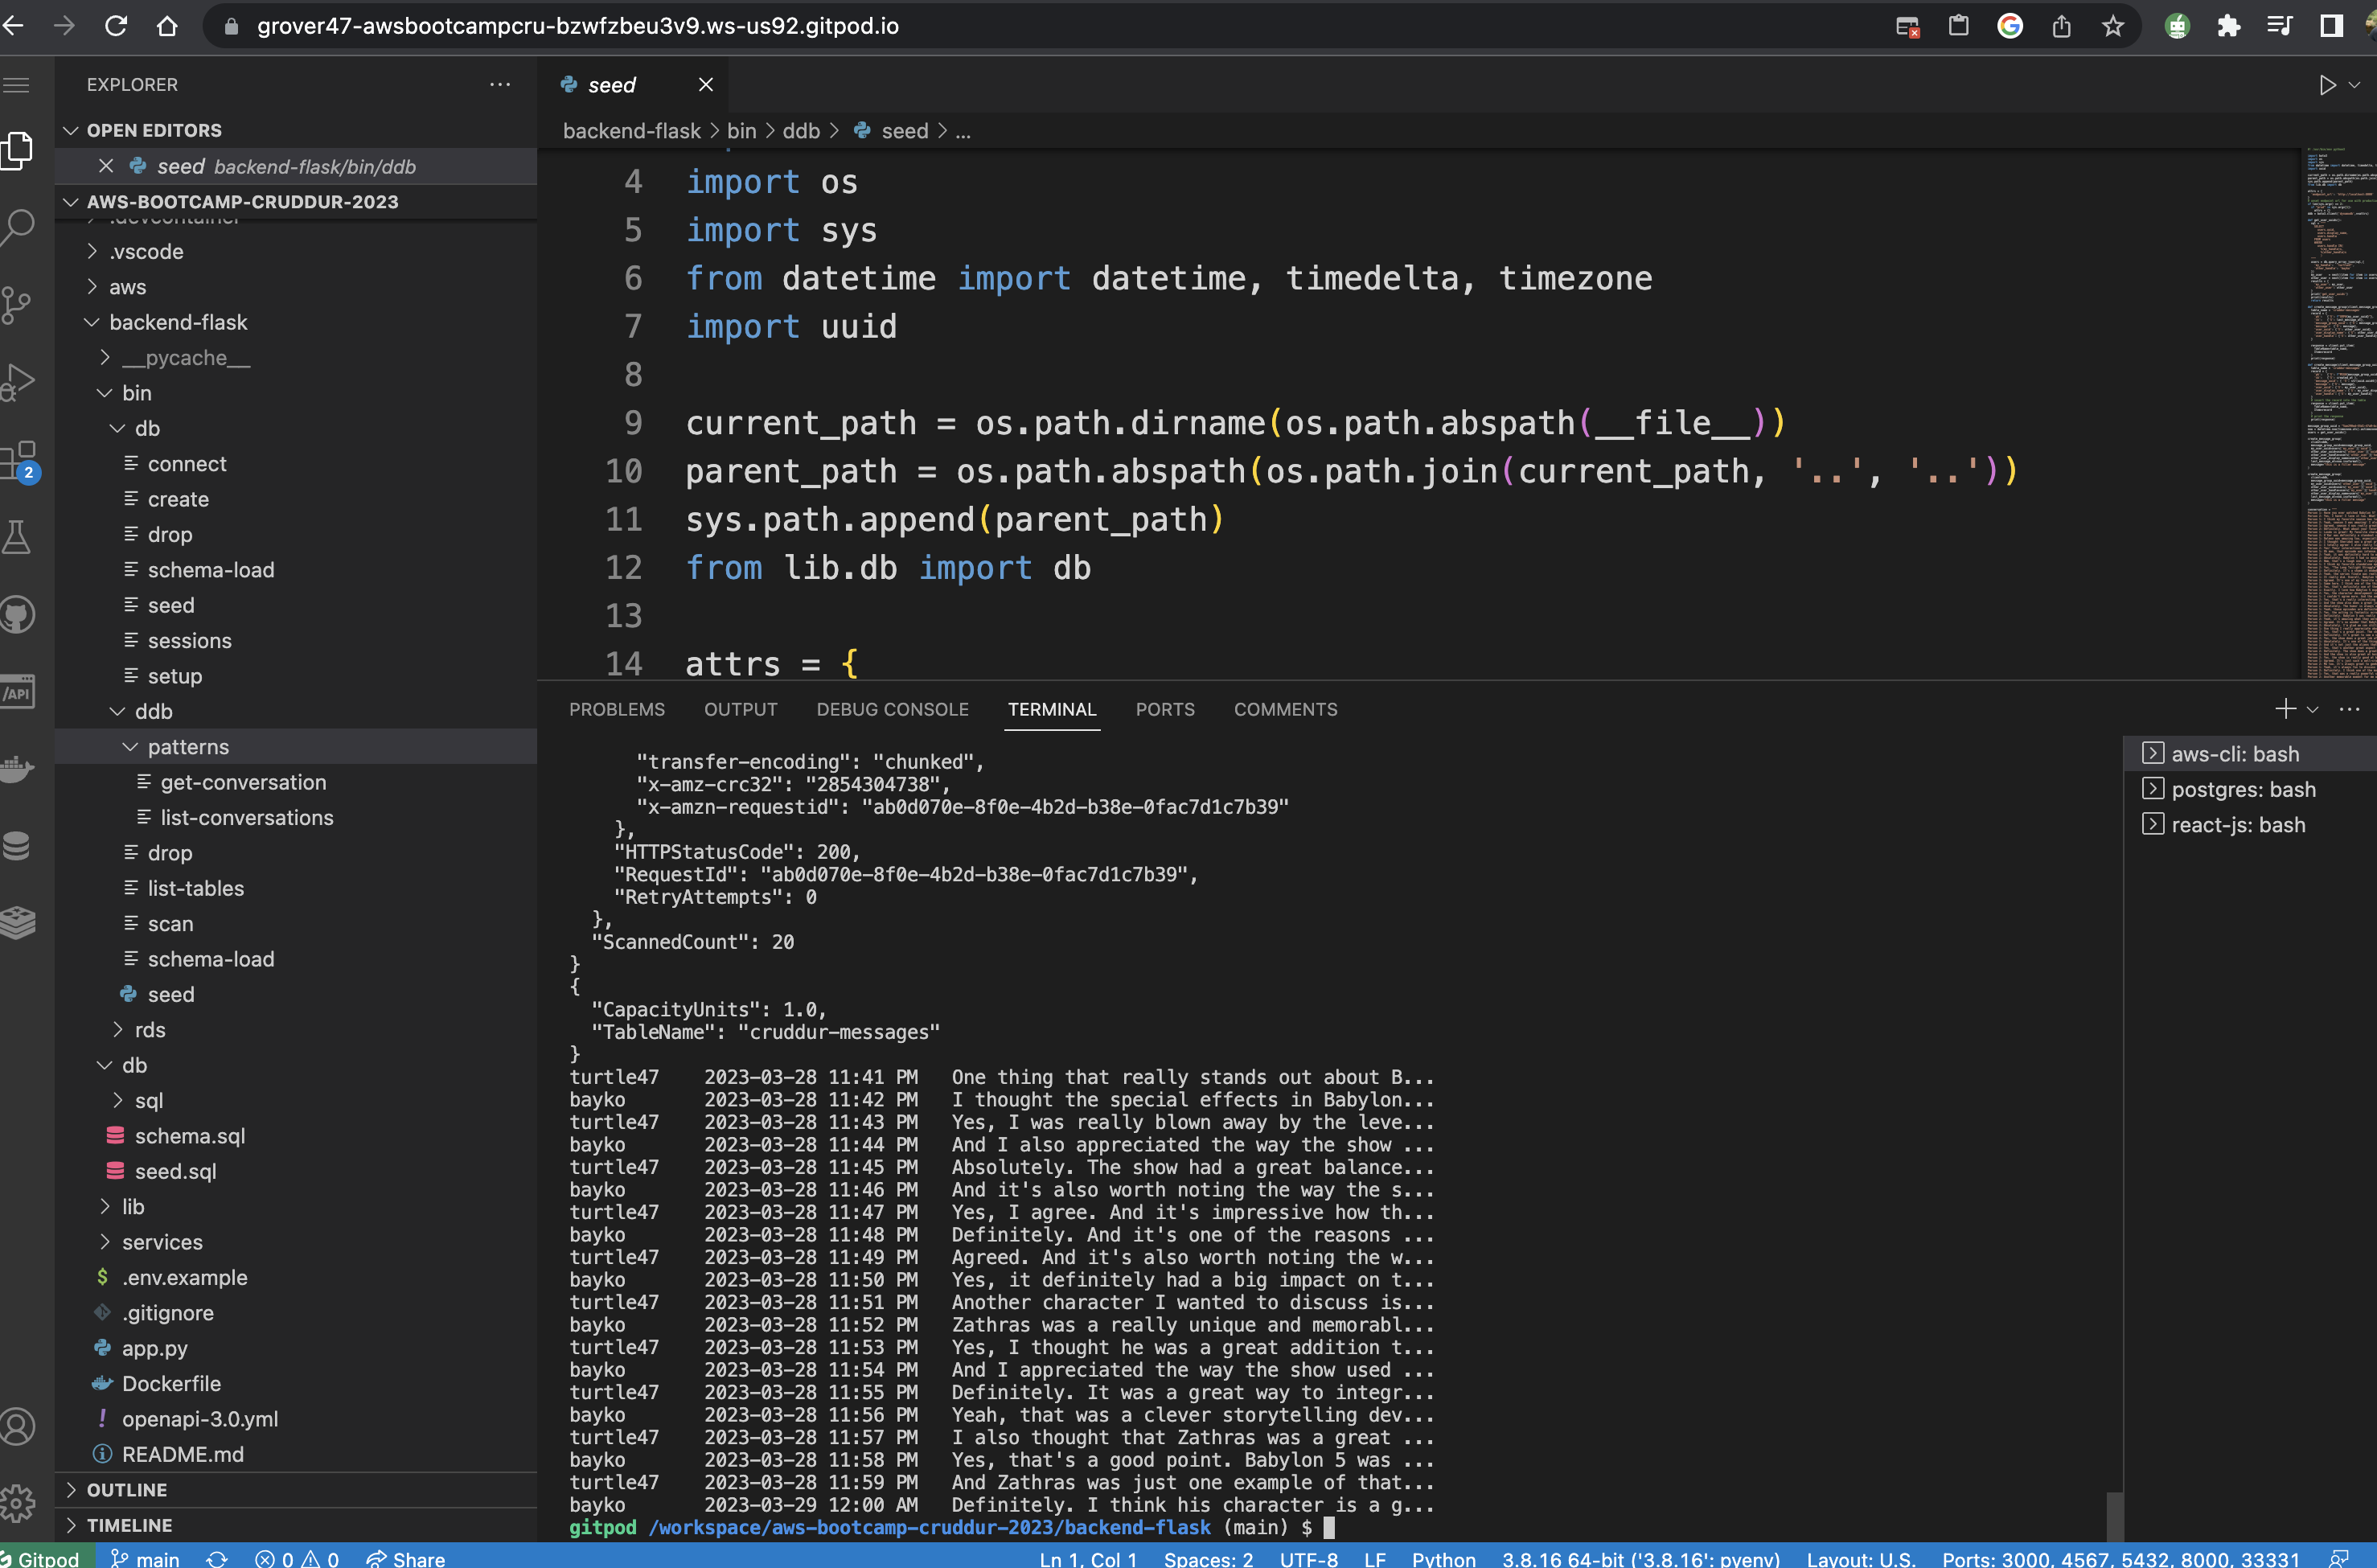 grover47-awsbootcampcru-bzwfzbeu3v9.ws-us92.gitpod.io
EXPLORER
OPEN EDITORS
seed backend-flask/bin/ddb
AWS-BOOTCAMP-CRUDDUR-2023
.devcontainer
.vscode
aws
backend-flask
__pycache__
bin
db
connect
create
drop
schema-load
seed
sessions
setup
ddb
patterns
get-conversation
list-conversations
drop
list-tables
scan
schema-load
seed
rds
db
sql
schema.sql
seed.sql
lib
services
$ .env.example
.gitignore
app.py
Dockerfile
! openapi-3.0.yml
README.md
OUTLINE
TIMELINE
2
/API
seed
backend-flask > bin > ddb > seed > ...
4 import os
5 import sys
6 from datetime import datetime, timedelta, timezone
7 import uuid
8
9 current_path = os.path.dirname(os.path.abspath(__file__))
10 parent_path = os.path.abspath(os.path.join(current_path, '..', '..'))
11 sys.path.append(parent_path)
12 from lib.db import db
13
14 attrs = {
PROBLEMS OUTPUT DEBUG CONSOLE TERMINAL PORTS COMMENTS
"transfer-encoding": "chunked",
"x-amz-crc32": "2854304738",
"x-amzn-requestid": "ab0d070e-8f0e-4b2d-b38e-0fac7d1c7b39"
},
"HTTPStatusCode": 200,
"RequestId": "ab0d070e-8f0e-4b2d-b38e-0fac7d1c7b39",
"RetryAttempts": 0
},
"ScannedCount": 20
}
{
"CapacityUnits": 1.0,
"TableName": "cruddur-messages"
}
turtle47 2023-03-28 11:41 PM One thing that really stands out about B...
bayko 2023-03-28 11:42 PM I thought the special effects in Babylon...
turtle47 2023-03-28 11:43 PM Yes, I was really blown away by the leve...
bayko 2023-03-28 11:44 PM And I also appreciated the way the show ...
turtle47 2023-03-28 11:45 PM Absolutely. The show had a great balance...
bayko 2023-03-28 11:46 PM And it's also worth noting the way the s...
turtle47 2023-03-28 11:47 PM Yes, I agree. And it's impressive how th...
bayko 2023-03-28 11:48 PM Definitely. And it's one of the reasons ...
turtle47 2023-03-28 11:49 PM Agreed. And it's also worth noting the w...
bayko 2023-03-28 11:50 PM Yes, it definitely had a big impact on t...
turtle47 2023-03-28 11:51 PM Another character I wanted to discuss is...
bayko 2023-03-28 11:52 PM Zathras was a really unique and memorabl...
turtle47 2023-03-28 11:53 PM Yes, I thought he was a great addition t...
bayko 2023-03-28 11:54 PM And I appreciated the way the show used ...
turtle47 2023-03-28 11:55 PM Definitely. It was a great way to integr...
bayko 2023-03-28 11:56 PM Yeah, that was a clever storytelling dev...
turtle47 2023-03-28 11:57 PM I also thought that Zathras was a great ...
bayko 2023-03-28 11:58 PM Yes, that's a good point. Babylon 5 was ...
turtle47 2023-03-28 11:59 PM And Zathras was just one example of that...
bayko 2023-03-29 12:00 AM Definitely. I think his character is a g...
gitpod /workspace/aws-bootcamp-cruddur-2023/backend-flask (main) $
aws-cli: bash
postgres: bash
react-js: bash
Gitpod main 0 0 Share Ln 1, Col 1 Spaces: 2 UTF-8 LF Python 3.8.16 64-bit ('3.8.16': pyenv) Layout: U.S. Ports: 3000, 4567, 5432, 8000, 33331